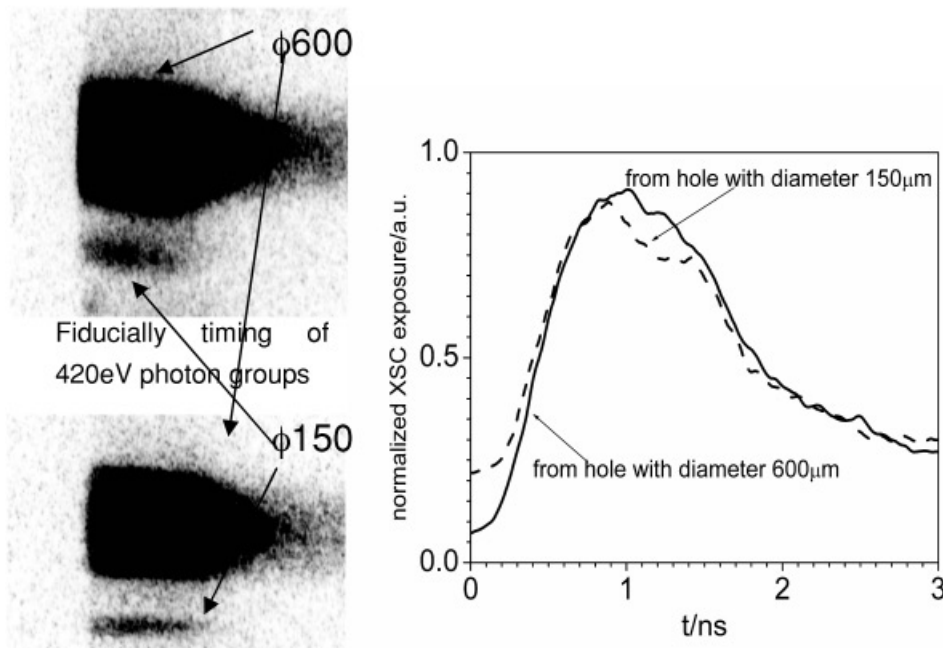 ϕ600
Fiducially timing of
420eV photon groups
ϕ150
normalized XSC exposure/a.u.
1.0
0.5
0.0
from hole with diameter 150μm
from hole with diameter 600μm
0
1
2
3
t/ns